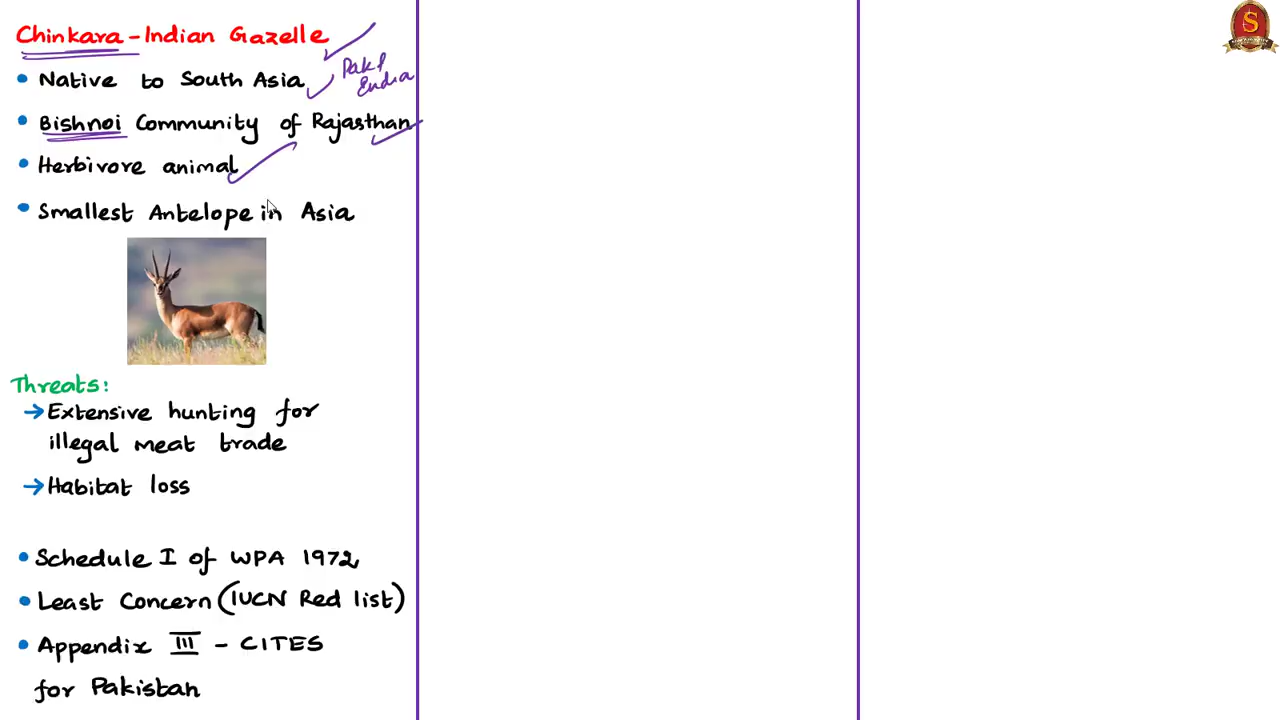 Chinkara - Indian Gazelle
• Native to South Asia
Pak &
India
• Bishnoi Community of Rajasthan
• Herbivore animal
• Smallest Antelope in Asia
Threats:
→ Extensive hunting for
illegal meat trade
→ Habitat loss
• Schedule I of WPA 1972
• Least Concern (IUCN Red list)
• Appendix III - CITES
for Pakistan
S